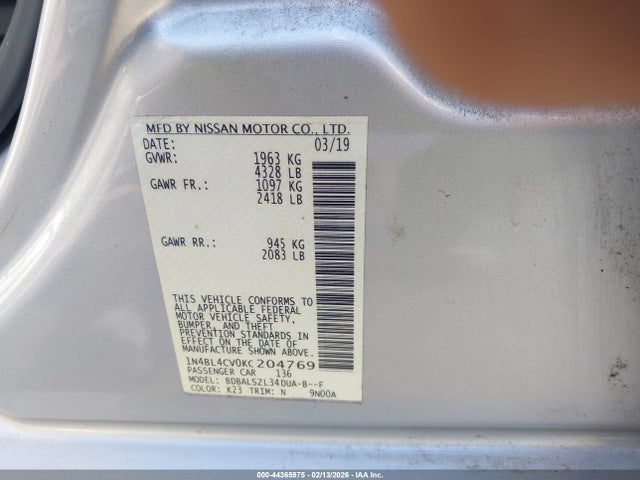 MFD BY NISSAN MOTOR CO., LTD.
DATE: 03/19
GVWR: 1963 KG
4328 LB
GAWR FR.: 1097 KG
2418 LB
GAWR RR.: 945 KG
2083 LB
THIS VEHICLE CONFORMS TO
ALL APPLICABLE FEDERAL
MOTOR VEHICLE SAFETY,
BUMPER, AND THEFT
PREVENTION STANDARDS IN
EFFECT ON THE DATE OF
MANUFACTURE SHOWN ABOVE.
1N4BL4CV0KC204769
PASSENGER CAR 136
MODEL: BDBALSZL34DUA-B--F
COLOR: K23 TRIM: N 9N00A
000-44365975 - 02/13/2026 - IAA Inc.